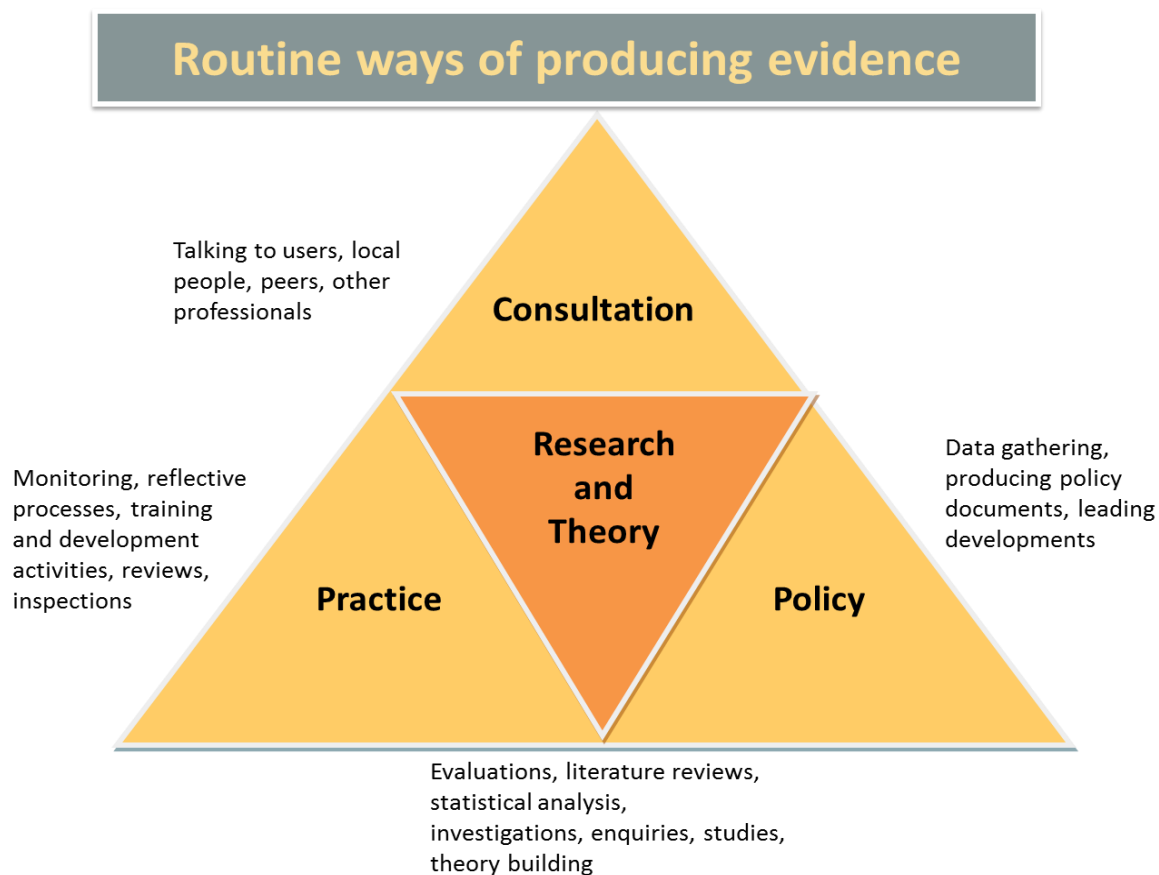 Routine ways of producing evidence
Talking to users, local
people, peers, other
professionals
Consultation
Research
and
Theory
Monitoring, reflective
processes, training
and development
activities, reviews,
inspections
Data gathering,
producing policy
documents, leading
developments
Practice
Policy
Evaluations, literature reviews,
statistical analysis,
investigations, enquiries, studies,
theory building